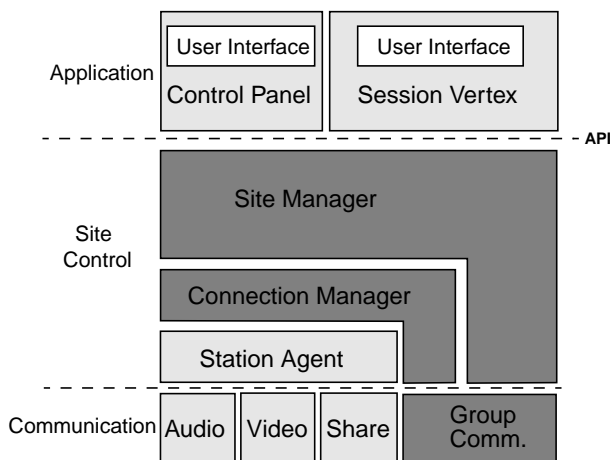 User Interface
User Interface
Application
Control Panel
Session Vertex
API
Site Manager
Site
Control
Connection Manager
Station Agent
Communication
Audio
Video
Share
Group
Comm.